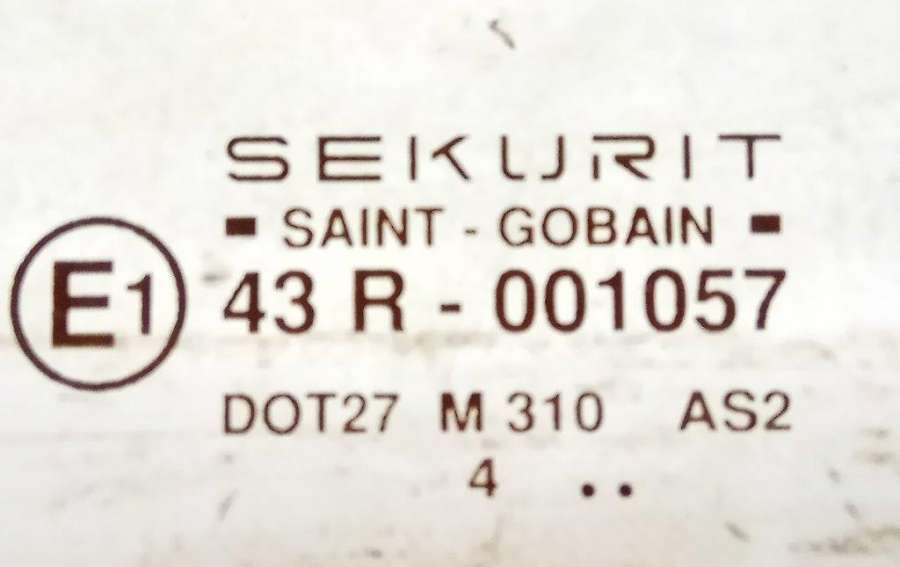 SEKURIT
- SAINT - GOBAIN -
E1 43 R - 001057
DOT27 M 310 AS2
4 ..